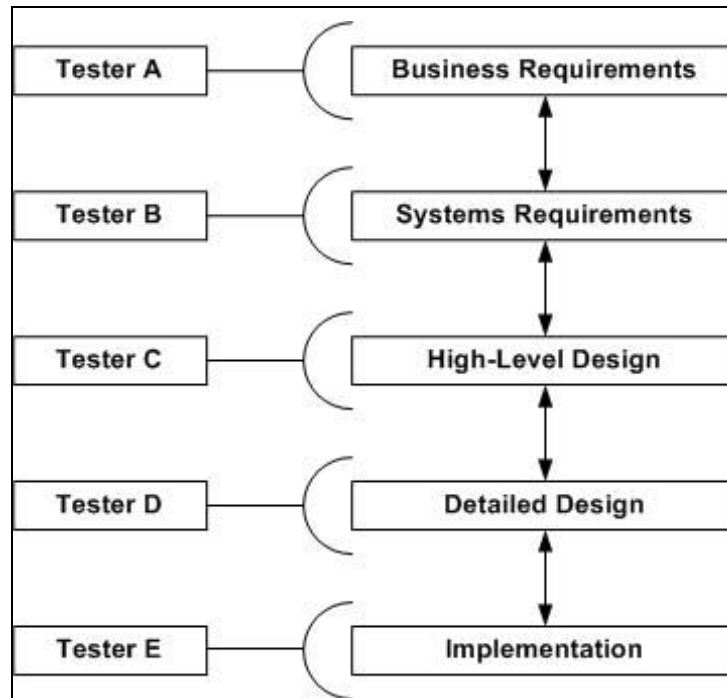 Tester A
Business Requirements
Tester B
Systems Requirements
Tester C
High-Level Design
Tester D
Detailed Design
Tester E
Implementation